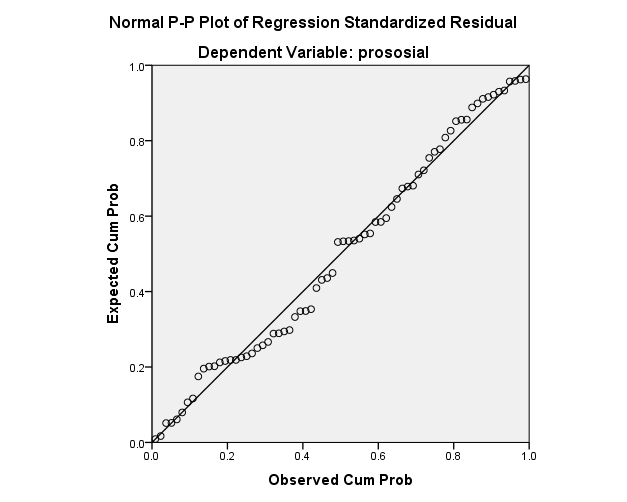 Normal P-P Plot of Regression Standardized Residual
Dependent Variable: prososial
1.0
0.8
0.6
0.4
0.2
0.0
Expected Cum Prob
0.0 0.2 0.4 0.6 0.8 1.0
Observed Cum Prob